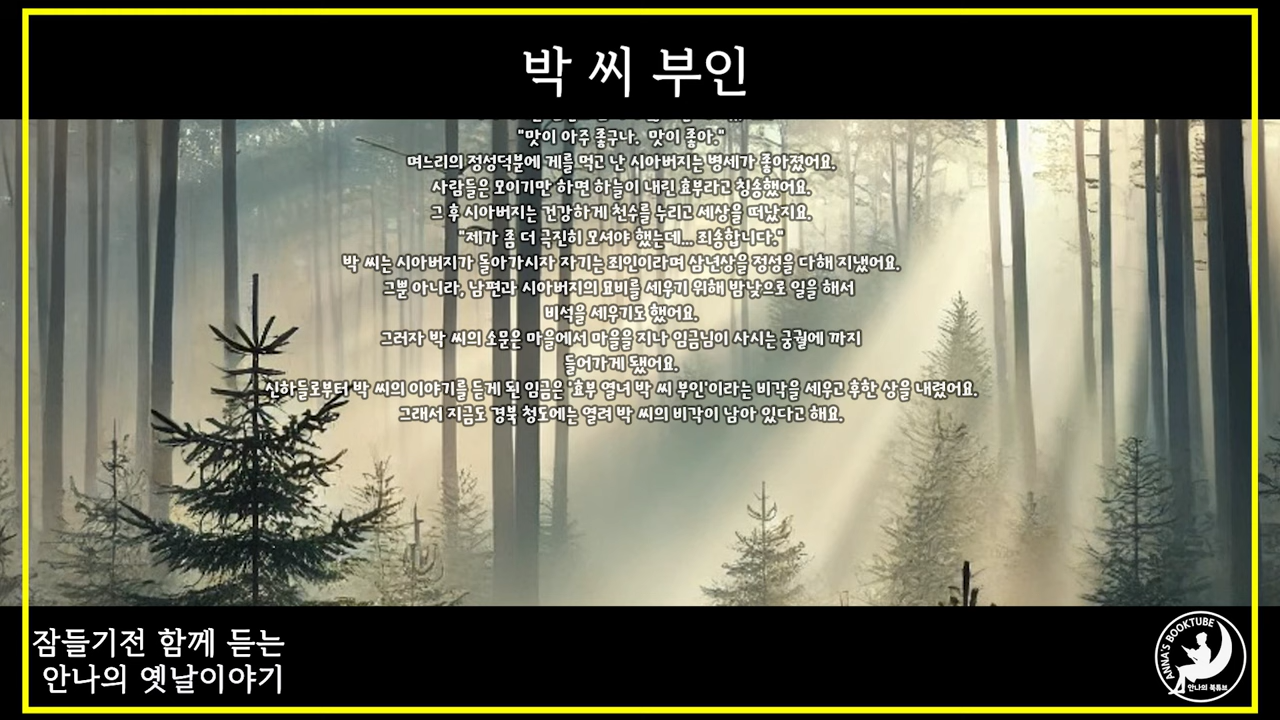 박 씨 부인
"맛이 아주 좋구나. 맛이 좋아."
며느리의 정성덕분에 게를 먹고 난 시아버지는 병세가 좋아졌어요.
사람들은 모이기만 하면 하늘이 내린 효부라고 칭송했어요.
그 후 시아버지는 건강하게 천수를 누리고 세상을 떠났지요.
"제가 좀 더 극진히 모셔야 했는데... 죄송합니다."
박 씨는 시아버지가 돌아가시자 자기는 죄인이라며 삼년상을 정성을 다해 지냈어요.
그뿐 아니라, 남편과 시아버지의 묘비를 세우기 위해 밤낮으로 일을 해서
비석을 세우기도 했어요.
그러자 박 씨의 소문은 마을에서 마을을 지나 임금님이 사시는 궁궐에 까지
들어가게 됐어요.
신하들로부터 박 씨의 이야기를 듣게 된 임금은 '효부 열녀 박 씨 부인'이라는 비각을 세우고 후한 상을 내렸어요.
그래서 지금도 경북 청도에는 열려 박 씨의 비각이 남아 있다고 해요.
잠들기전 함께 듣는
안나의 옛날이야기
ANNA'S BOOKTUBE
안나의 북튜브